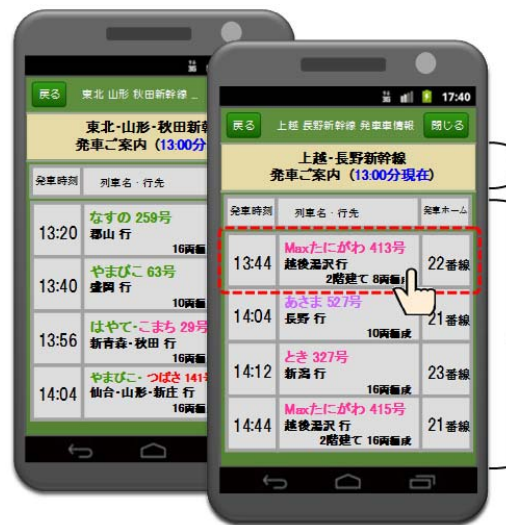 戻る
東北 山形 秋田新幹線 _
東北・山形・秋田新幹
発車ご案内 (13:00分
発車時刻
列車名・行先
13:20
なすの 259号
郡山 行
16両編
13:40
やまびこ 63号
盛岡 行
10両編
13:56
はやて・こまち 29号
新青森・秋田 行
16両編
14:04
やまびこ・つばさ 141号
仙台・山形・新庄 行
16両編
17:40
戻る
上越 長野新幹線 発車車情報
閉じる
上越・長野新幹線
発車ご案内 (13:00分現在)
発車時刻
列車名・行先
発車ホーム
13:44
Maxたにがわ 413号
越後湯沢 行
2階建て 8両編成
22番線
14:04
あさま 527号
長野 行
10両編成
21番線
14:12
とき 327号
新潟 行
16両編成
23番線
14:44
Maxたにがわ 415号
越後湯沢 行
2階建て 16両編成
21番線